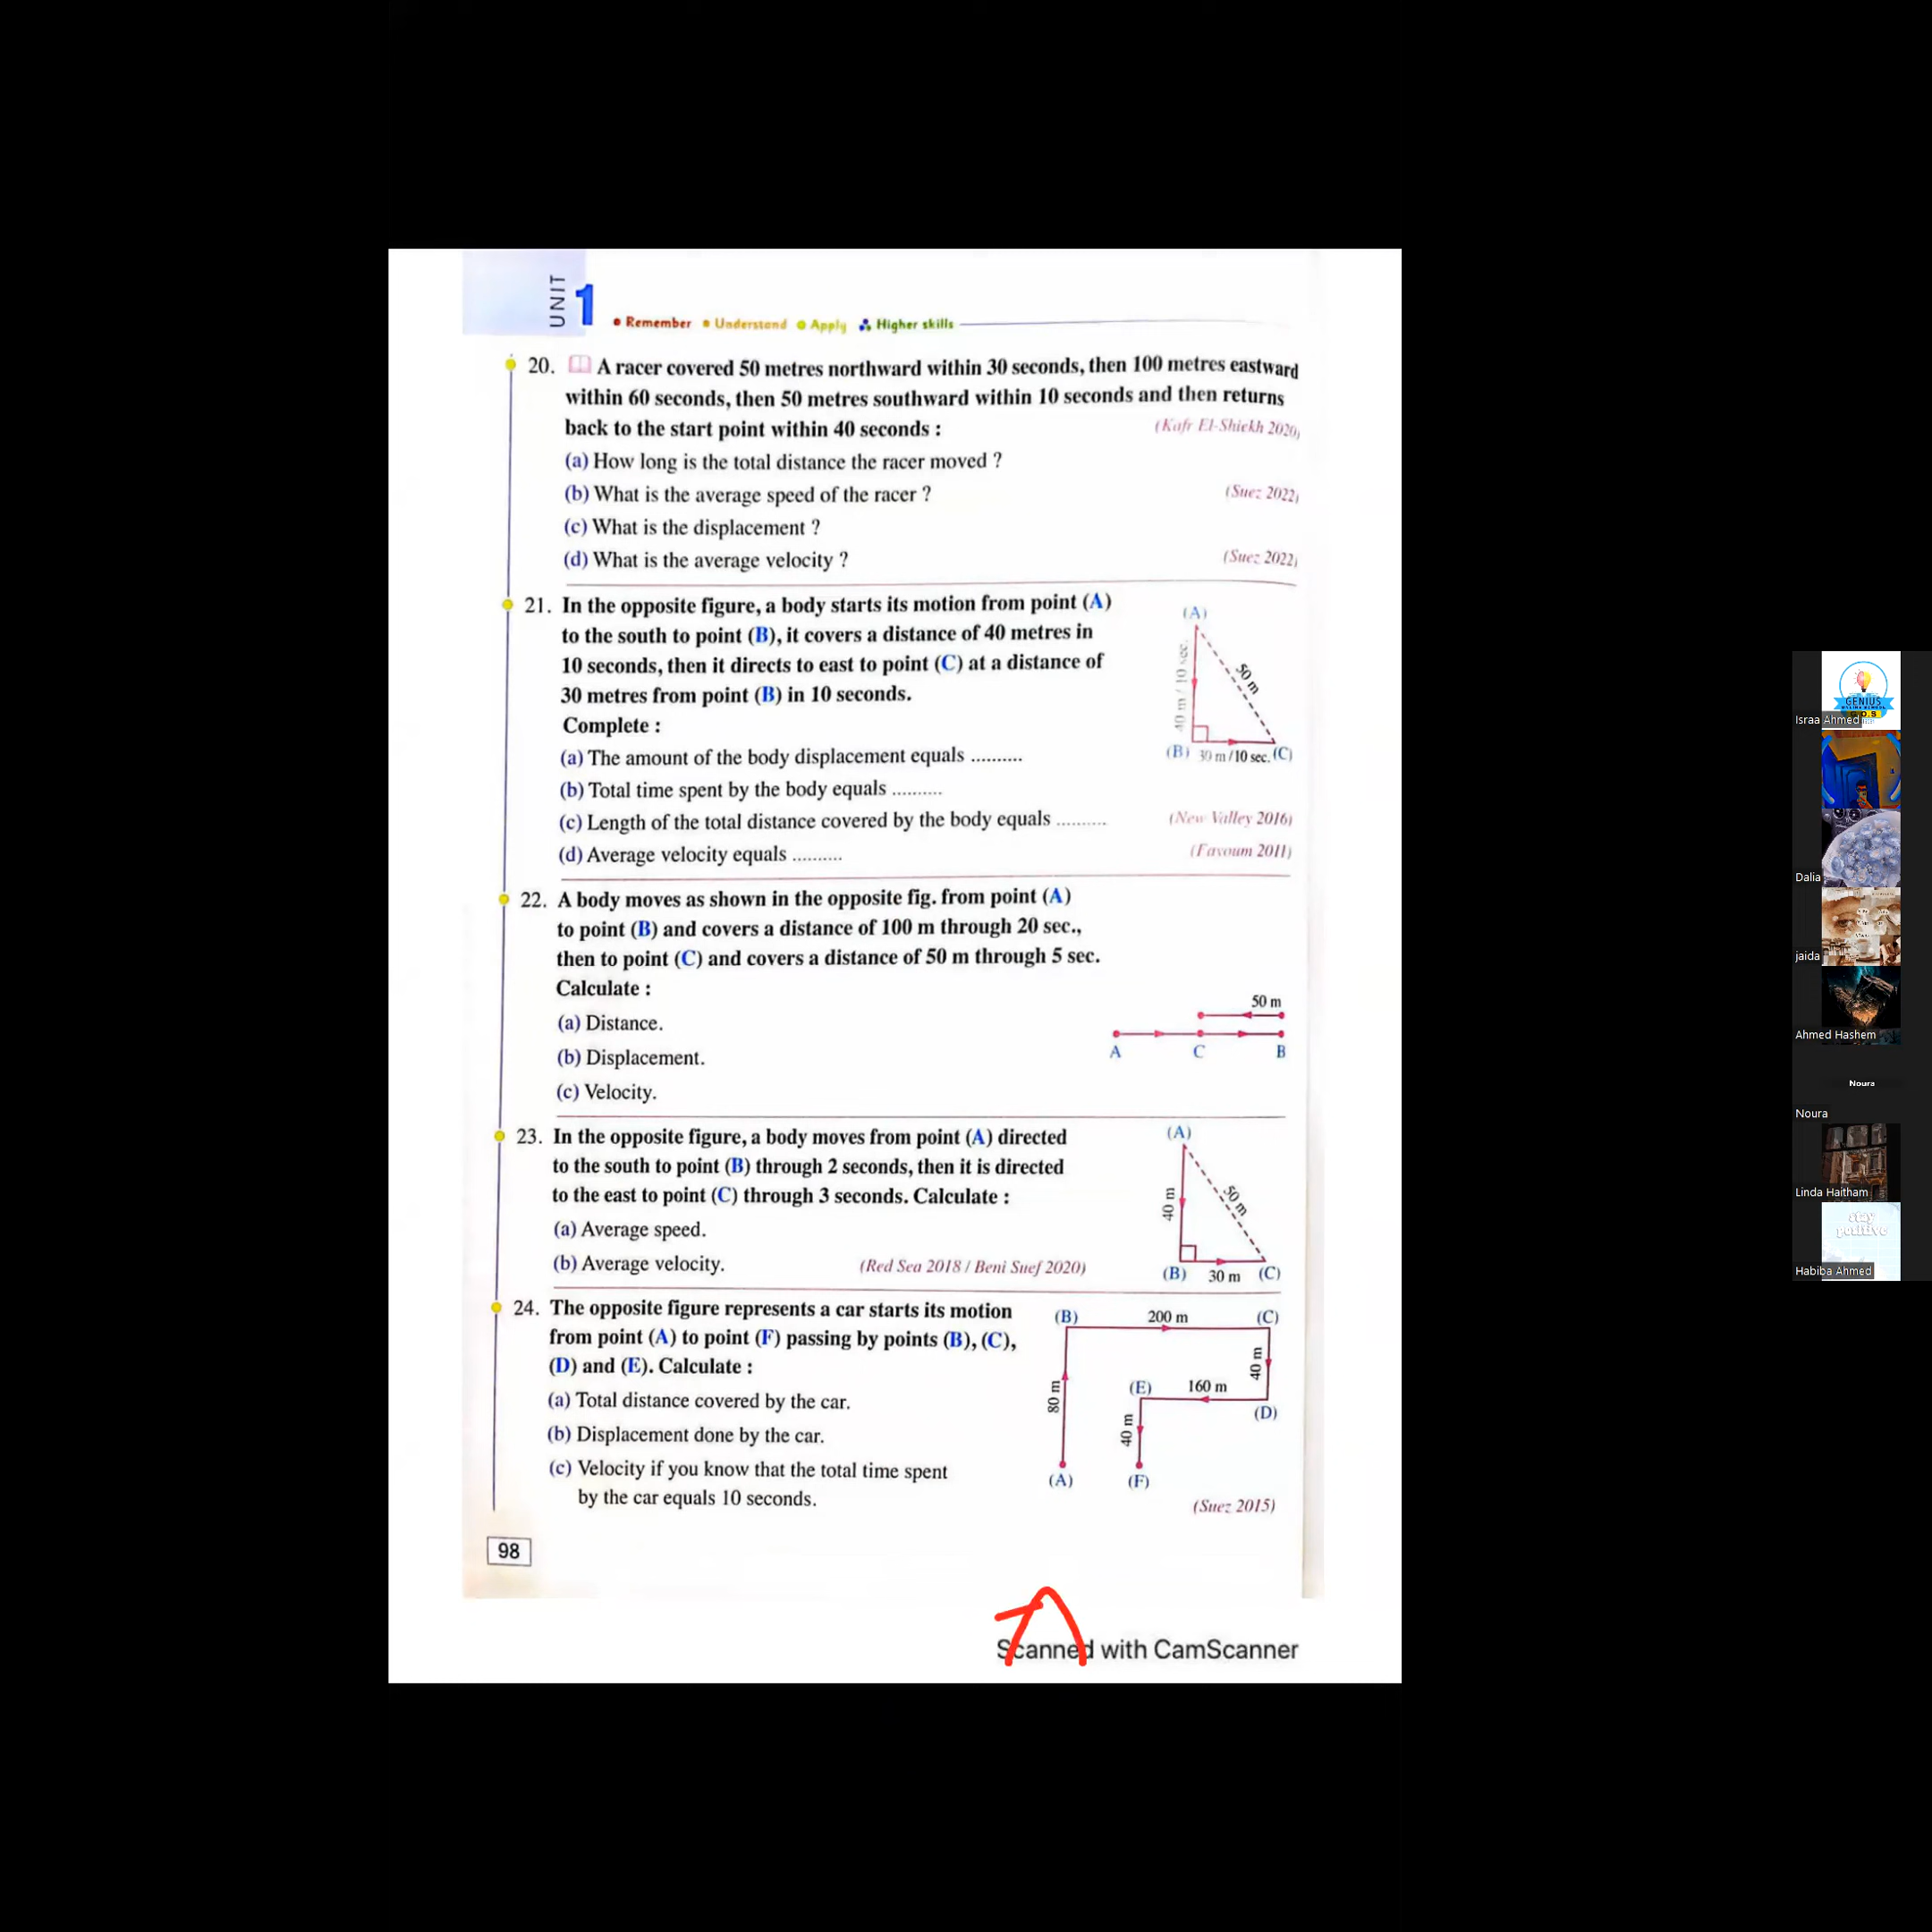 UNIT
1
Remember Understand Apply Higher skills
20. A racer covered 50 metres northward within 30 seconds, then 100 metres eastward
within 60 seconds, then 50 metres southward within 10 seconds and then returns
back to the start point within 40 seconds :
(Kafr El-Shiekh 2020)
(a) How long is the total distance the racer moved ?
(b) What is the average speed of the racer ?
(Suez 2022)
(c) What is the displacement ?
(d) What is the average velocity ?
(Suez 2022)
21. In the opposite figure, a body starts its motion from point (A)
to the south to point (B), it covers a distance of 40 metres in
10 seconds, then it directs to east to point (C) at a distance of
30 metres from point (B) in 10 seconds.
Complete :
(a) The amount of the body displacement equals ..........
(b) Total time spent by the body equals ..........
(c) Length of the total distance covered by the body equals ..........
(New Valley 2016)
(d) Average velocity equals ..........
(Fayoum 2011)
(A)
40 m / 10 sec.
50 m
(B) 30 m/10 sec. (C)
22. A body moves as shown in the opposite fig. from point (A)
to point (B) and covers a distance of 100 m through 20 sec.,
then to point (C) and covers a distance of 50 m through 5 sec.
Calculate :
(a) Distance.
(b) Displacement.
(c) Velocity.
50 m
A C B
23. In the opposite figure, a body moves from point (A) directed
to the south to point (B) through 2 seconds, then it is directed
to the east to point (C) through 3 seconds. Calculate :
(a) Average speed.
(b) Average velocity.
(Red Sea 2018 / Beni Suef 2020)
(A)
40 m
50 m
(B) 30 m (C)
24. The opposite figure represents a car starts its motion
from point (A) to point (F) passing by points (B), (C),
(D) and (E). Calculate :
(a) Total distance covered by the car.
(b) Displacement done by the car.
(c) Velocity if you know that the total time spent
by the car equals 10 seconds.
(B) 200 m (C)
40 m
(E) 160 m
(D)
80 m
40 m
(A) (F)
(Suez 2015)
98
Scanned with CamScanner
GENIUS
G.O.S
Israa Ahmed
Dalia
jaida
Ahmed Hashem
Noura
Noura
Linda Haitham
stay
positive
Habiba Ahmed